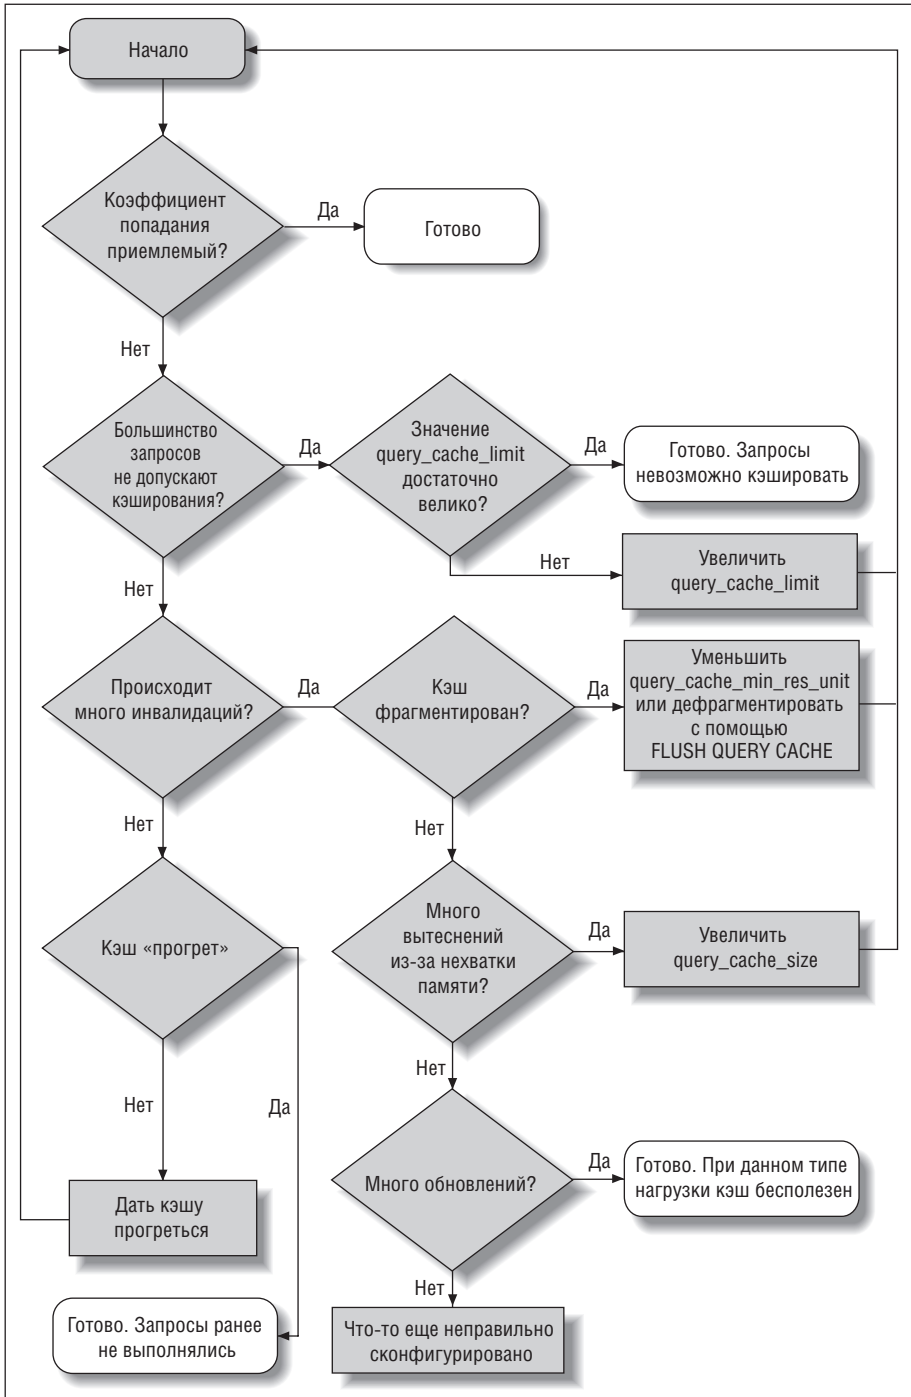 Начало
Коэффициент
попадания
приемлемый?
Да
Готово
Нет
Большинство
запросов
не допускают
кэширования?
Да
Значение
query_cache_limit
достаточно
велико?
Да
Готово. Запросы
невозможно кэшировать
Нет
Увеличить
query_cache_limit
Нет
Происходит
много инвалидаций?
Да
Кэш
фрагментирован?
Да
Уменьшить
query_cache_min_res_unit
или дефрагментировать
с помощью
FLUSH QUERY CACHE
Нет
Нет
Кэш «прогрет»
Много
вытеснений
из-за нехватки
памяти?
Да
Увеличить
query_cache_size
Нет
Нет
Да
Дать кэшу
прогреться
Много обновлений?
Да
Готово. При данном типе
нагрузки кэш бесполезен
Нет
Готово. Запросы ранее
не выполнялись
Что-то еще неправильно
сконфигурировано